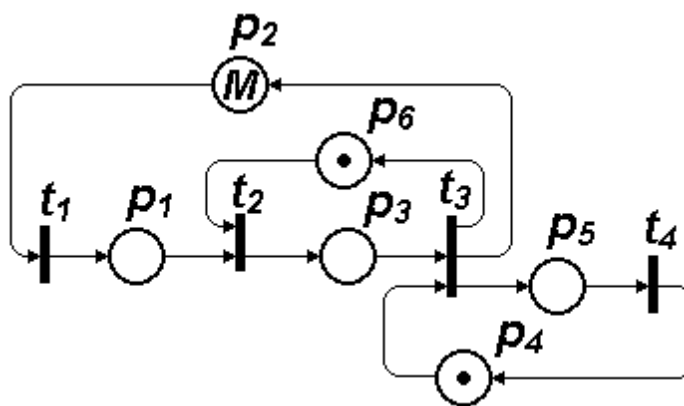 p₂
M
p₆
t₁ p₁ t₂ p₃ t₃
p₅ t₄
p₄